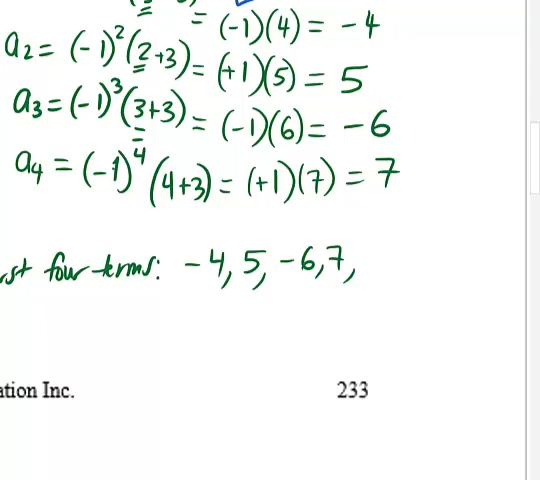 = (-1)(4) = -4
a₂ = (-1)²(2+3) = (+1)(5) = 5
a₃ = (-1)³(3+3) = (-1)(6) = -6
a₄ = (-1)⁴(4+3) = (+1)(7) = 7
rst four terms: -4, 5, -6, 7,
ation Inc. 233